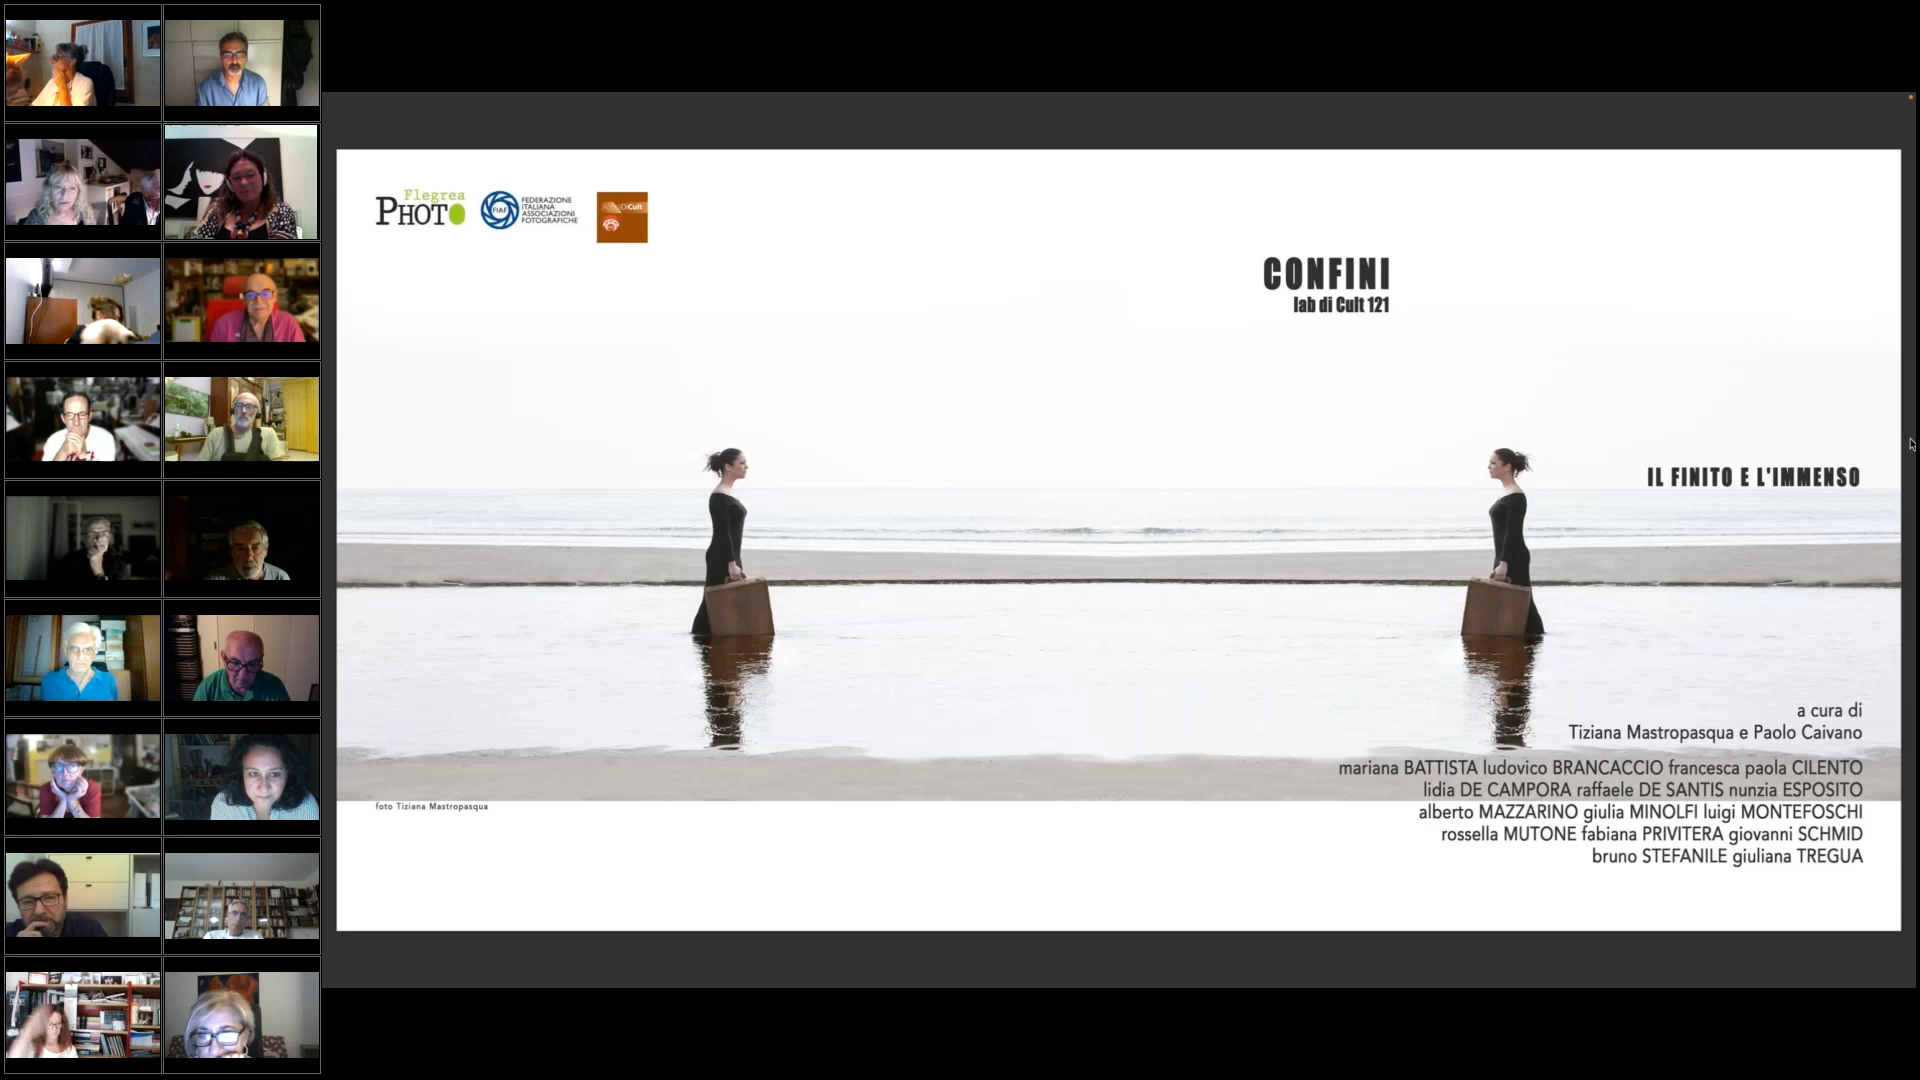 Flegrea
PHOTO
FIAF
FEDERAZIONE
ITALIANA
ASSOCIAZIONI
FOTOGRAFICHE
DiCult
CONFINI
lab di Cult 121
IL FINITO E L'IMMENSO
a cura di
Tiziana Mastropasqua e Paolo Caivano
mariana BATTISTA ludovico BRANCACCIO francesca paola CILENTO
lidia DE CAMPORA raffaele DE SANTIS nunzia ESPOSITO
alberto MAZZARINO giulia MINOLFI luigi MONTEFOSCHI
rossella MUTONE fabiana PRIVITERA giovanni SCHMID
bruno STEFANILE giuliana TREGUA
foto Tiziana Mastropasqua